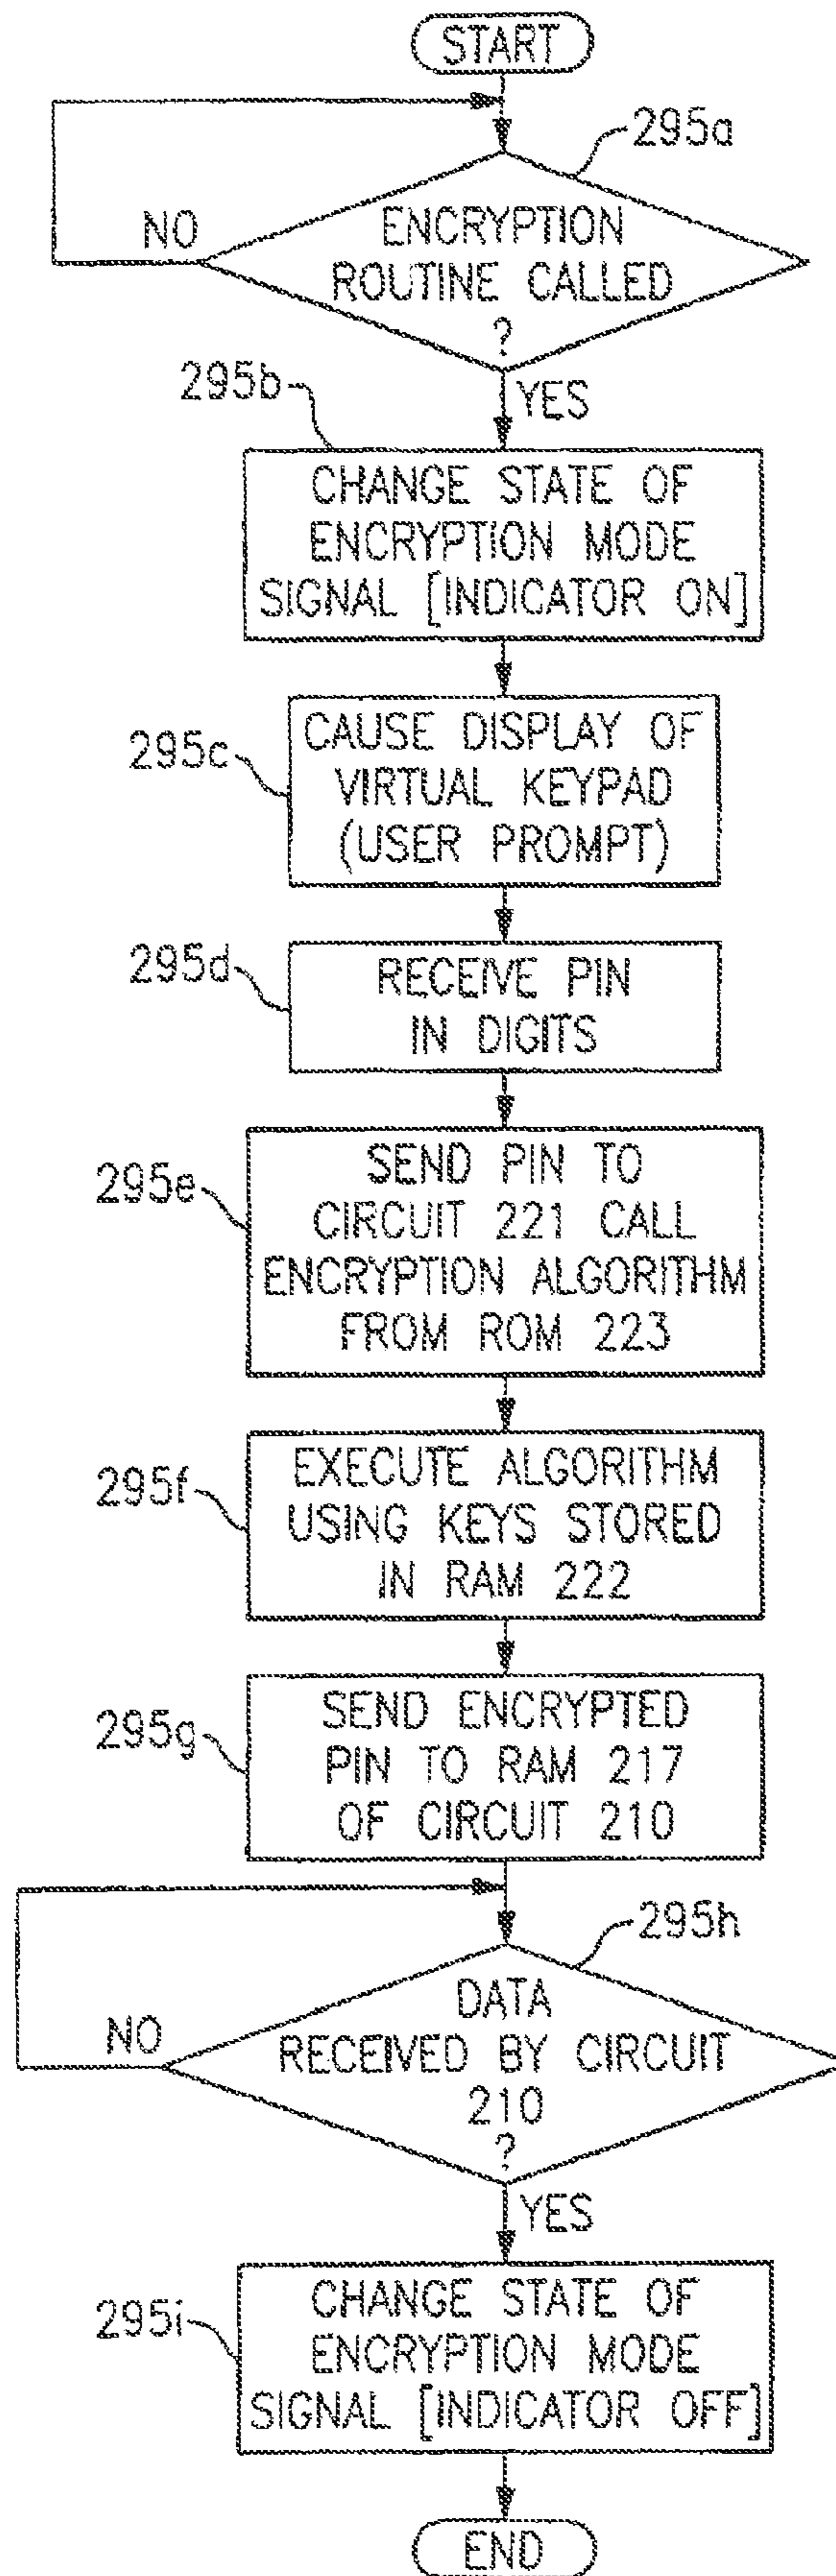 START
295a
NO
ENCRYPTION
ROUTINE CALLED
?
295b
YES
CHANGE STATE OF
ENCRYPTION MODE
SIGNAL [INDICATOR ON]
295c
CAUSE DISPLAY OF
VIRTUAL KEYPAD
(USER PROMPT)
295d
RECEIVE PIN
IN DIGITS
295e
SEND PIN TO
CIRCUIT 221 CALL
ENCRYPTION ALGORITHM
FROM ROM 223
295f
EXECUTE ALGORITHM
USING KEYS STORED
IN RAM 222
295g
SEND ENCRYPTED
PIN TO RAM 217
OF CIRCUIT 210
295h
NO
DATA
RECEIVED BY CIRCUIT
210
?
YES
295i
CHANGE STATE OF
ENCRYPTION MODE
SIGNAL [INDICATOR OFF]
END